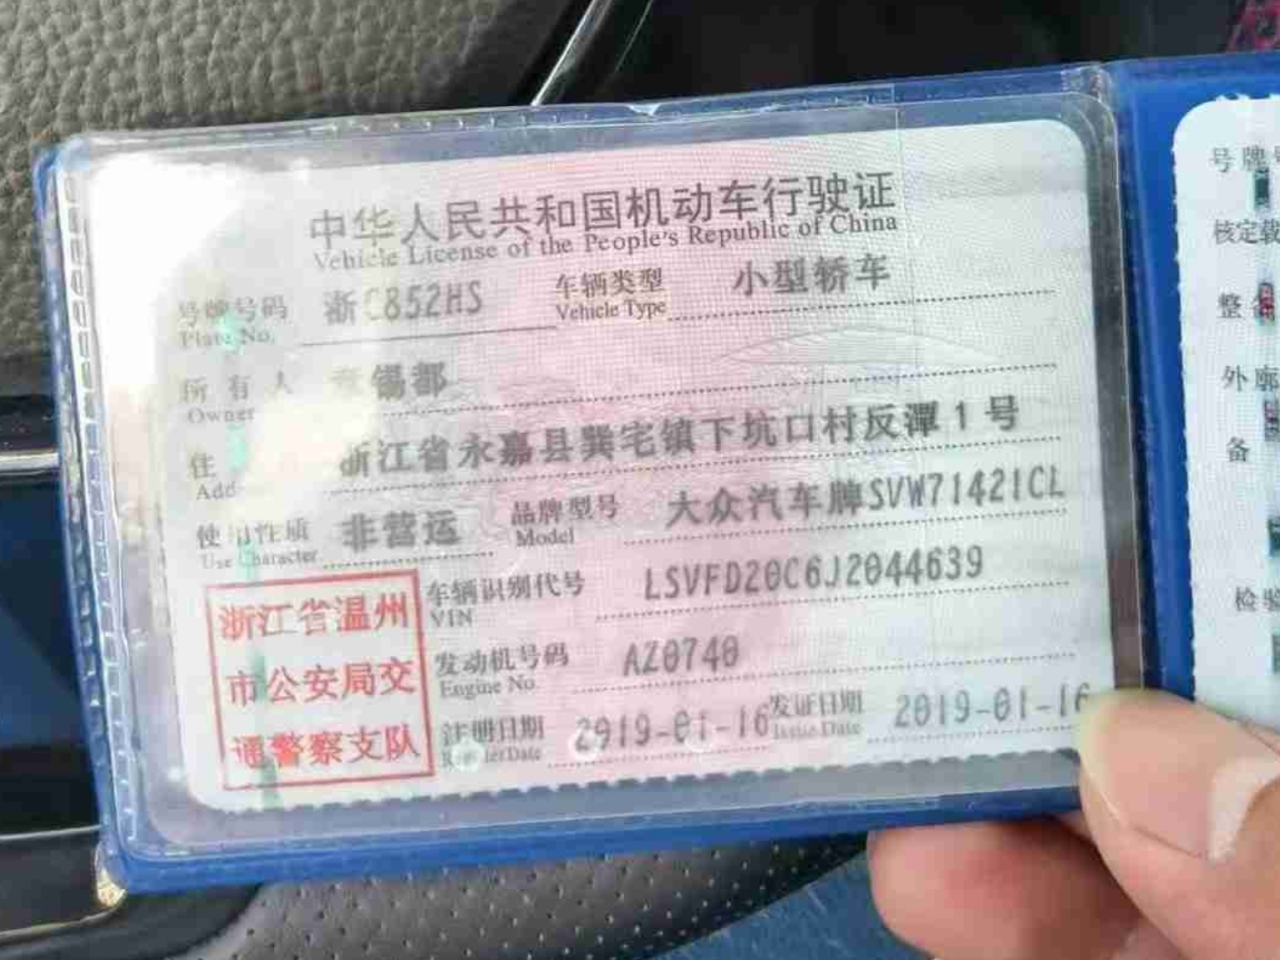 中华人民共和国机动车行驶证
Vehicle License of the People's Republic of China
号牌号码 浙C852HS 车辆类型 小型轿车
Plate No. Vehicle Type
所有人 锡都
Owner
住 浙江省永嘉县巽宅镇下坑口村反潭1号
Add
使用性质 非营运 品牌型号 大众汽车牌SVW71421CL
Use Character Model
浙江省温州
市公安局交
通警察支队
车辆识别代号 LSVFD20C6J2044639
VIN
发动机号码 AZ0740
Engine No.
注册日期 2019-01-16 发证日期 2019-01-16
Date Issue Date
号牌
核定载
整
外廓
备
检验